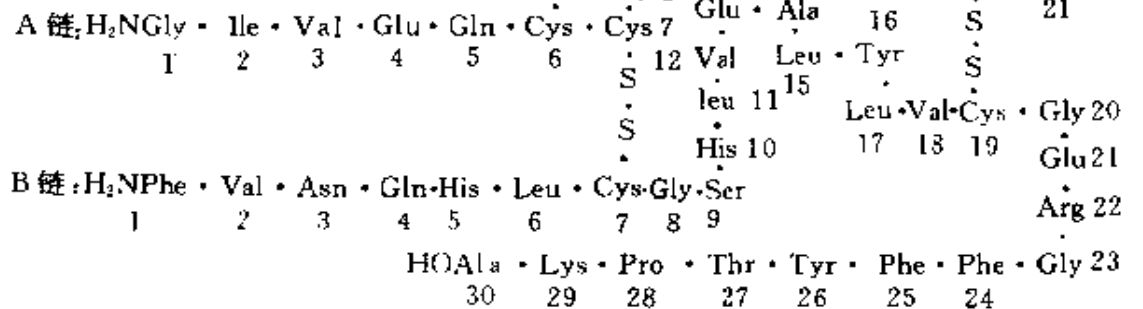 Glu · Ala 16 S 21
A 链:H₂NGly · Ile · Val · Glu · Gln · Cys · Cys 7
1 2 3 4 5 6 S 12 Val Leu · Tyr S
15
S leu 11 Leu · Val · Cys · Gly 20
His 10 17 18 19 Glu 21
B 链:H₂NPhe · Val · Asn · Gln · His · Leu · Cys · Gly · Ser
1 2 3 4 5 6 7 8 9 Arg 22
HOAla · Lys · Pro · Thr · Tyr · Phe · Phe · Gly 23
30 29 28 27 26 25 24